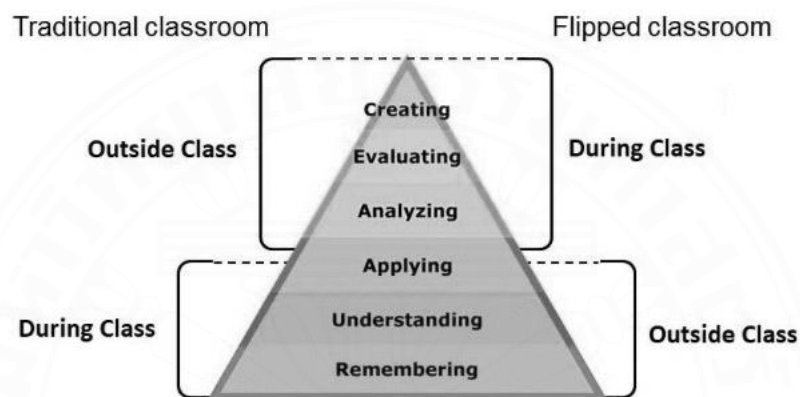 Traditional classroom
Flipped classroom
Creating
Outside Class
During Class
Evaluating
Analyzing
Applying
During Class
Understanding
Outside Class
Remembering